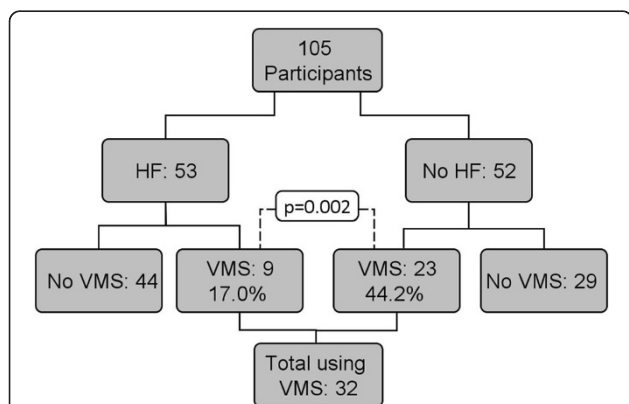 105
Participants
HF: 53
No HF: 52
p=0.002
No VMS: 44
VMS: 9
17.0%
VMS: 23
44.2%
No VMS: 29
Total using
VMS: 32